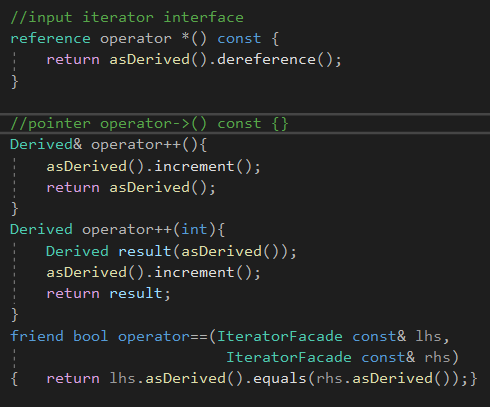 //input iterator interface
reference operator *() const {
return asDerived().dereference();
}
//pointer operator->() const {}
Derived& operator++(){
asDerived().increment();
return asDerived();
}
Derived operator++(int){
Derived result(asDerived());
asDerived().increment();
return result;
}
friend bool operator==(IteratorFacade const& lhs,
IteratorFacade const& rhs)
{ return lhs.asDerived().equals(rhs.asDerived());}